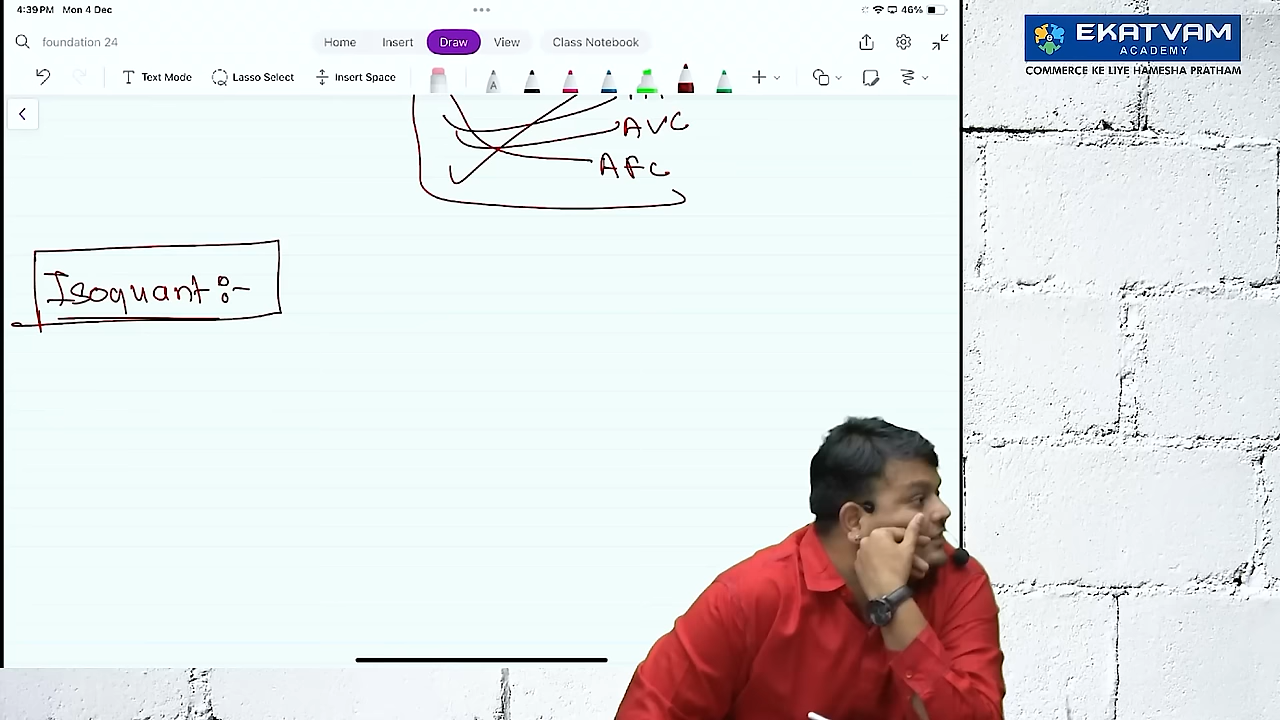 4:39 PM Mon 4 Dec
46%
foundation 24
Home Insert Draw View Class Notebook
Text Mode Lasso Select Insert Space
A
AVC
AFC
Isoquant :-
EKATVAM
ACADEMY
COMMERCE KE LIYE HAMESHA PRATHAM